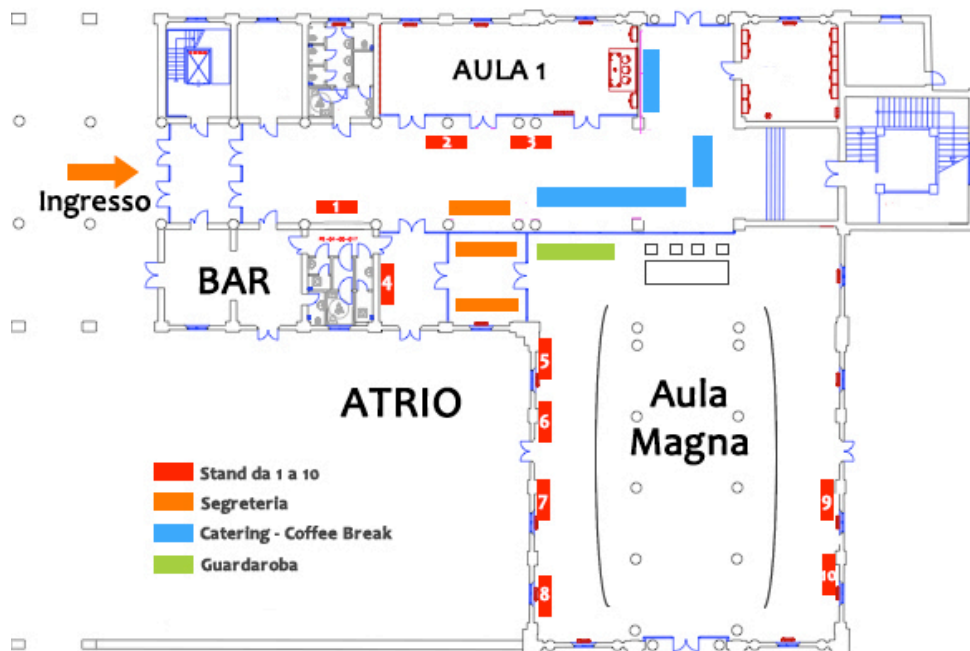 AULA 1
2
3
Ingresso
1
BAR
4
5
ATRIO
Aula
Magna
6
7
9
Stand da 1 a 10
Segreteria
Catering - Coffee Break
Guardaroba
8
10